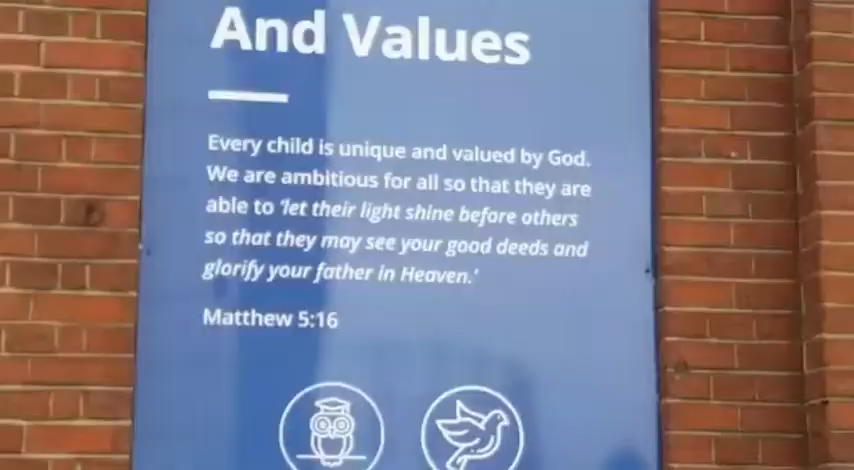 And Values
Every child is unique and valued by God.
We are ambitious for all so that they are
able to 'let their light shine before others
so that they may see your good deeds and
glorify your father in Heaven.'
Matthew 5:16